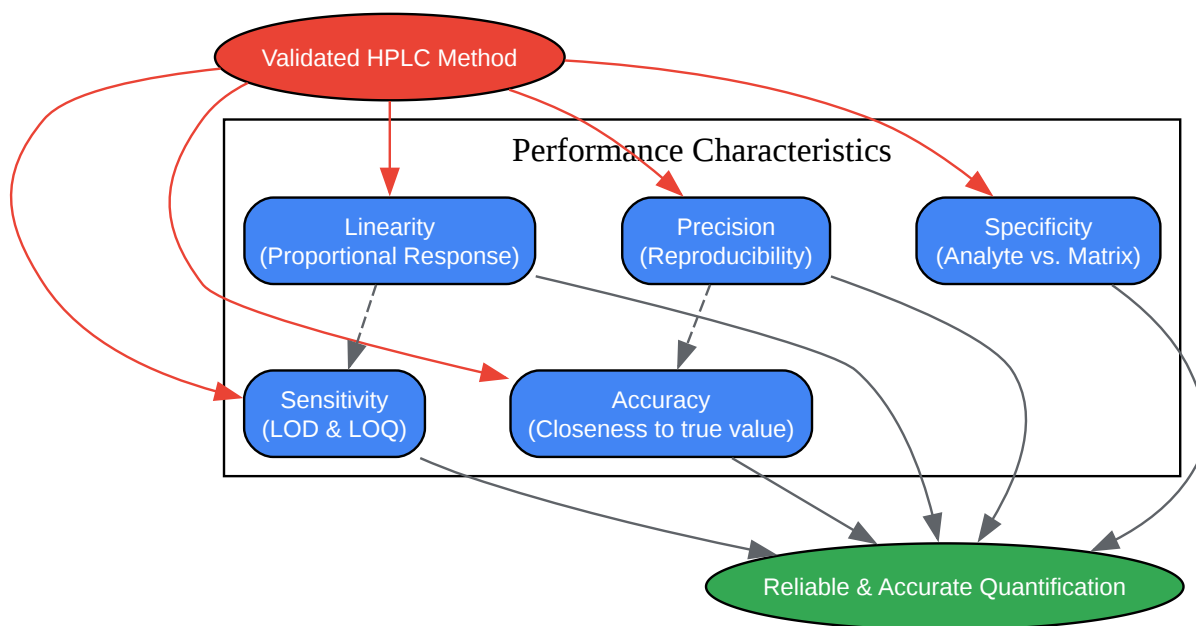 Validated HPLC Method
Performance Characteristics
Linearity
(Proportional Response)
Precision
(Reproducibility)
Specificity
(Analyte vs. Matrix)
Sensitivity
(LOD & LOQ)
Accuracy
(Closeness to true value)
Reliable & Accurate Quantification